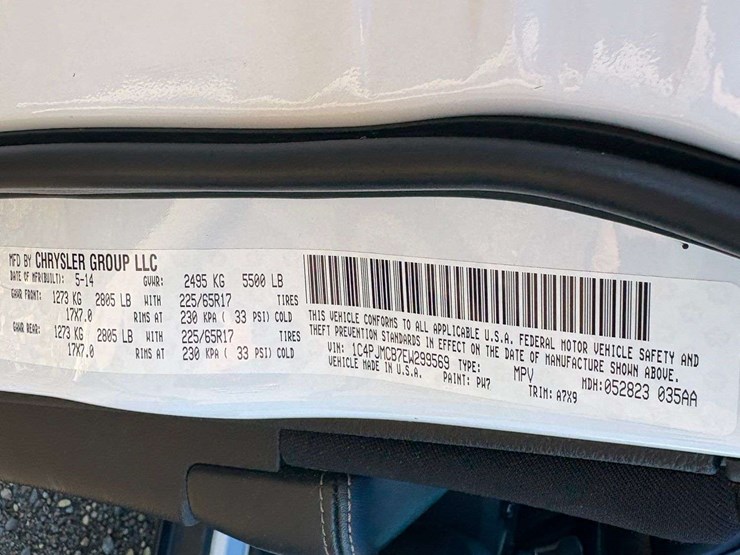 MFD BY CHRYSLER GROUP LLC
DATE OF MFR(BUILT): 5-14 GVWR: 2495 KG 5500 LB
GAWR FRONT: 1273 KG 2805 LB WITH 225/65R17 TIRES
17X7.0 RIMS AT 230 KPA ( 33 PSI) COLD
GAWR REAR: 1273 KG 2805 LB WITH 225/65R17 TIRES
17X7.0 RIMS AT 230 KPA ( 33 PSI) COLD
THIS VEHICLE CONFORMS TO ALL APPLICABLE U.S.A. FEDERAL MOTOR VEHICLE SAFETY AND
THEFT PREVENTION STANDARDS IN EFFECT ON THE DATE OF MANUFACTURE SHOWN ABOVE.
VIN: 1C4PJMCB7EW299569 TYPE: MPV MDH: 052823 035AA
VEHICLE MADE IN U.S.A. PAINT: PW7 TRIM: A7X9